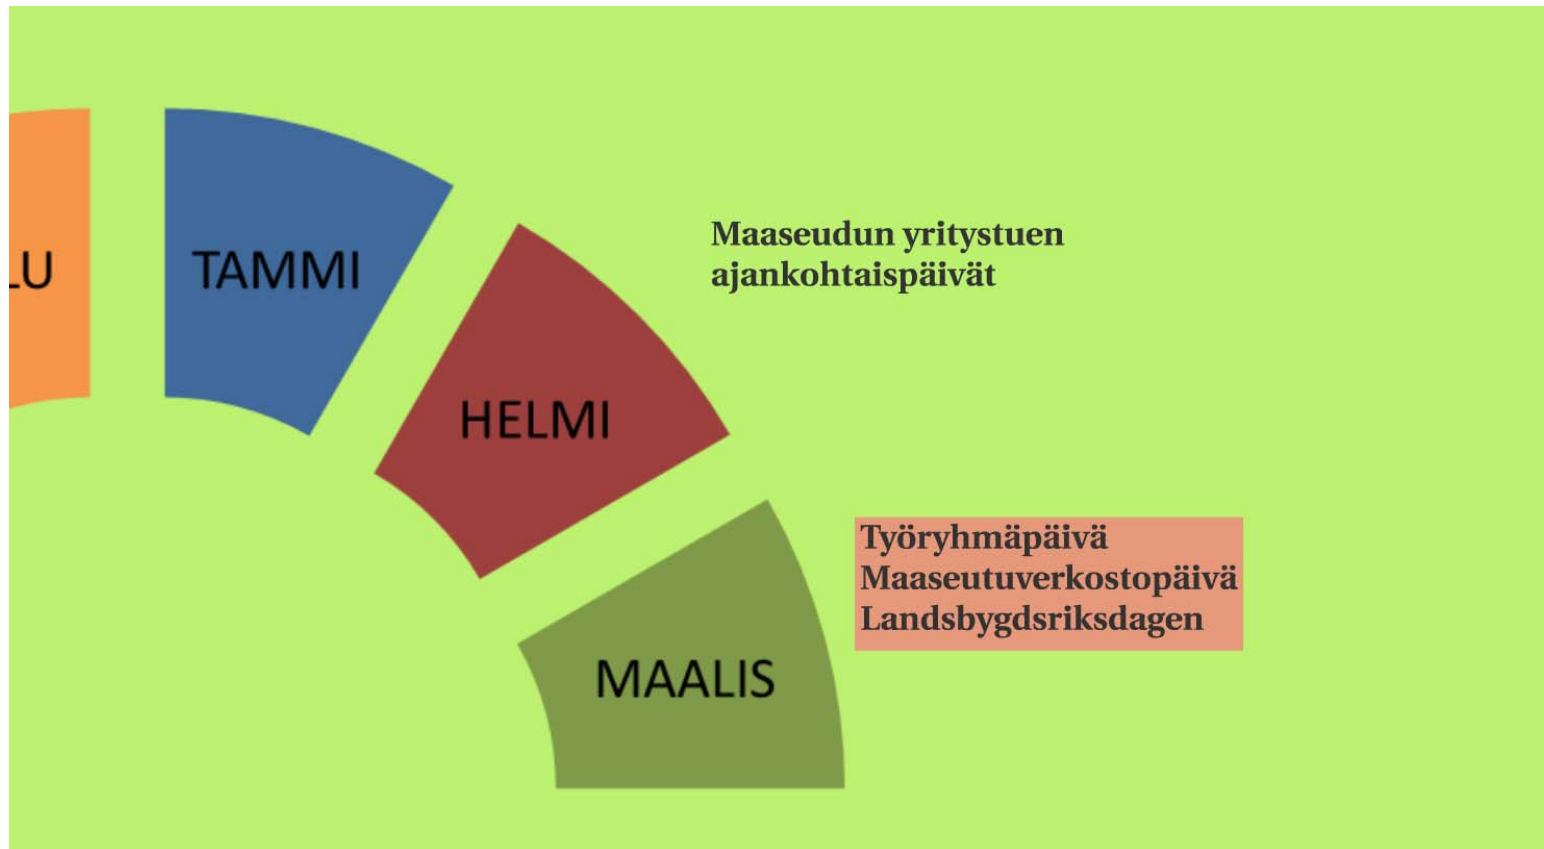 LU
TAMMI
HELMI
MAALIS
Maaseudun yritystuen
ajankohtaispäivät
Työryhmäpäivä
Maaseutuverkostopäivä
Landsbygdsriksdagen